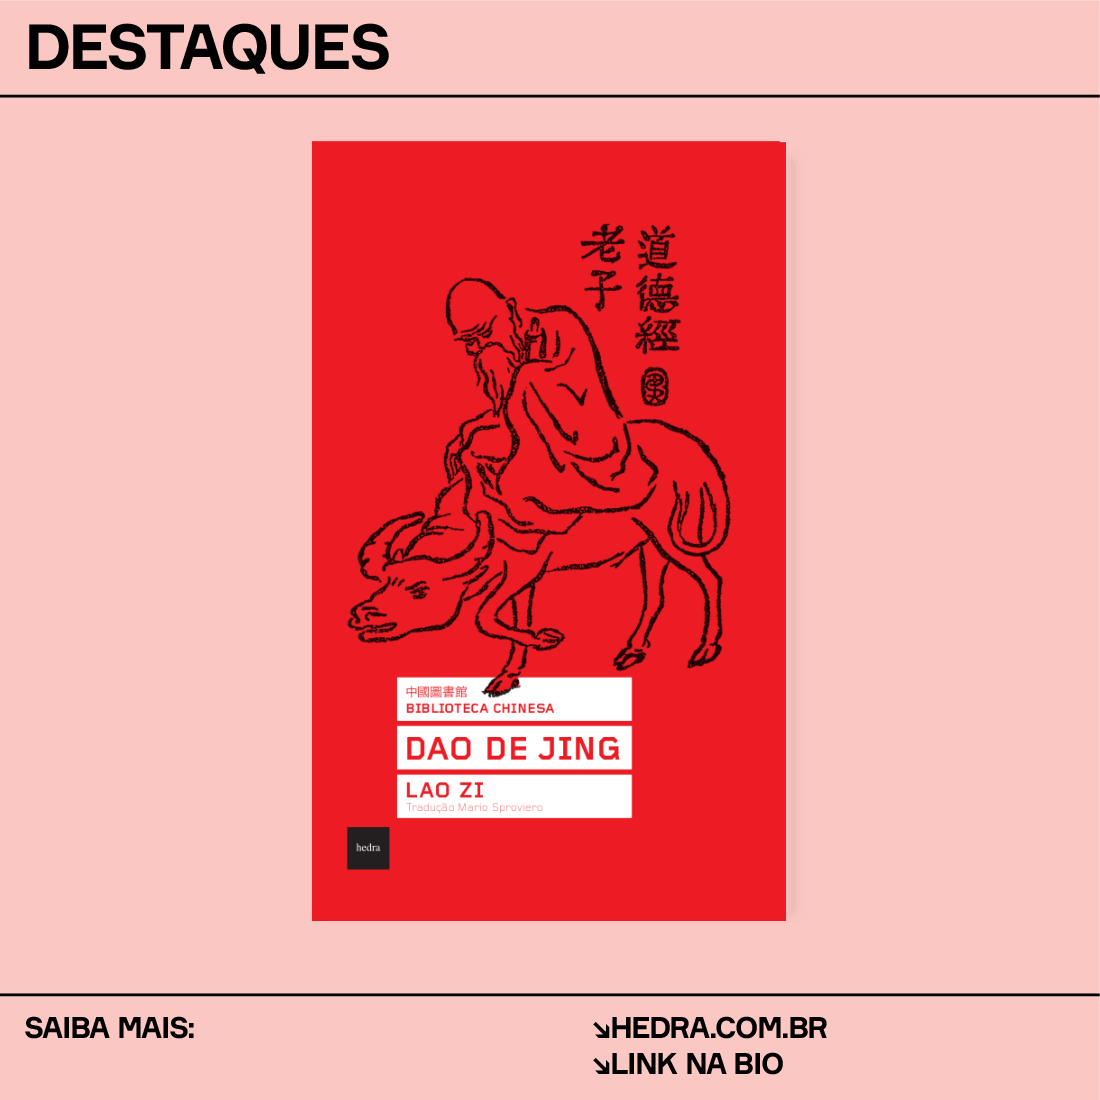 DESTAQUES
道德經
老子
中國圖書館
BIBLIOTECA CHINESA
DAO DE JING
LAO ZI
Tradução Mario Sproviero
hedra
SAIBA MAIS:
↘HEDRA.COM.BR
↘LINK NA BIO